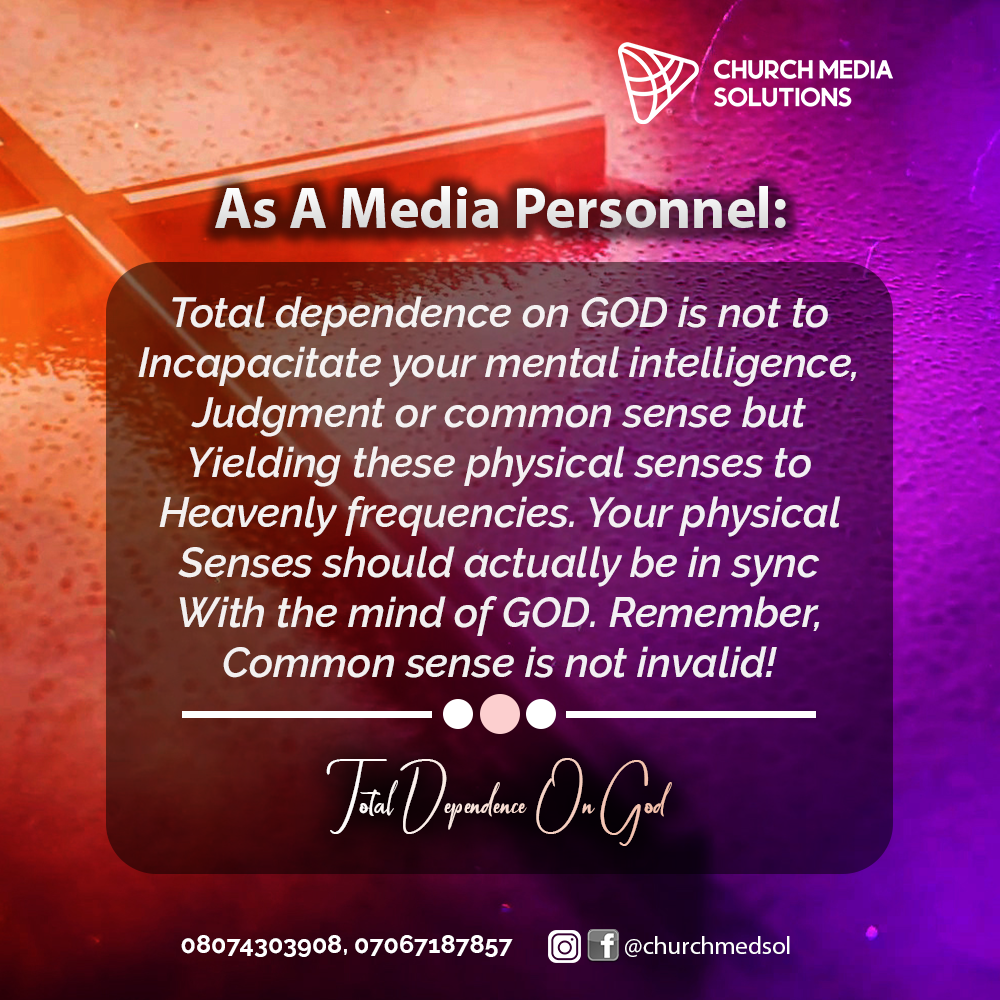 CHURCH MEDIA
SOLUTIONS
As A Media Personnel:
Total dependence on GOD is not to
Incapacitate your mental intelligence,
Judgment or common sense but
Yielding these physical senses to
Heavenly frequencies. Your physical
Senses should actually be in sync
With the mind of GOD. Remember,
Common sense is not invalid!
Total Dependence On God
08074303908, 07067187857 @churchmedsol